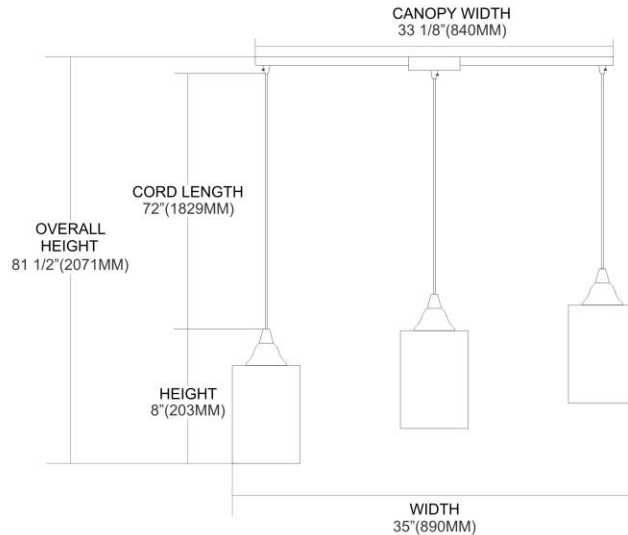 CANOPY WIDTH
33 1/8”(840MM)
CORD LENGTH
72”(1829MM)
OVERALL
HEIGHT
81 1/2”(2071MM)
HEIGHT
8”(203MM)
WIDTH
35”(890MM)